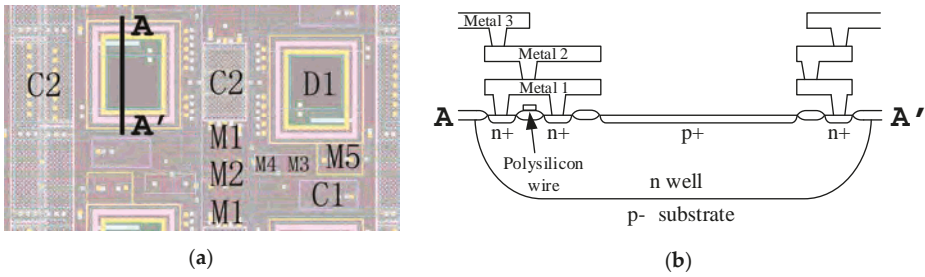 A
C2
C2
D1
A'
M1
M4 M3 M5
M2
C1
M1
(a)
Metal 3
Metal 2
Metal 1
A
A'
n+
n+
p+
n+
Polysilicon
wire
n well
p- substrate
(b)